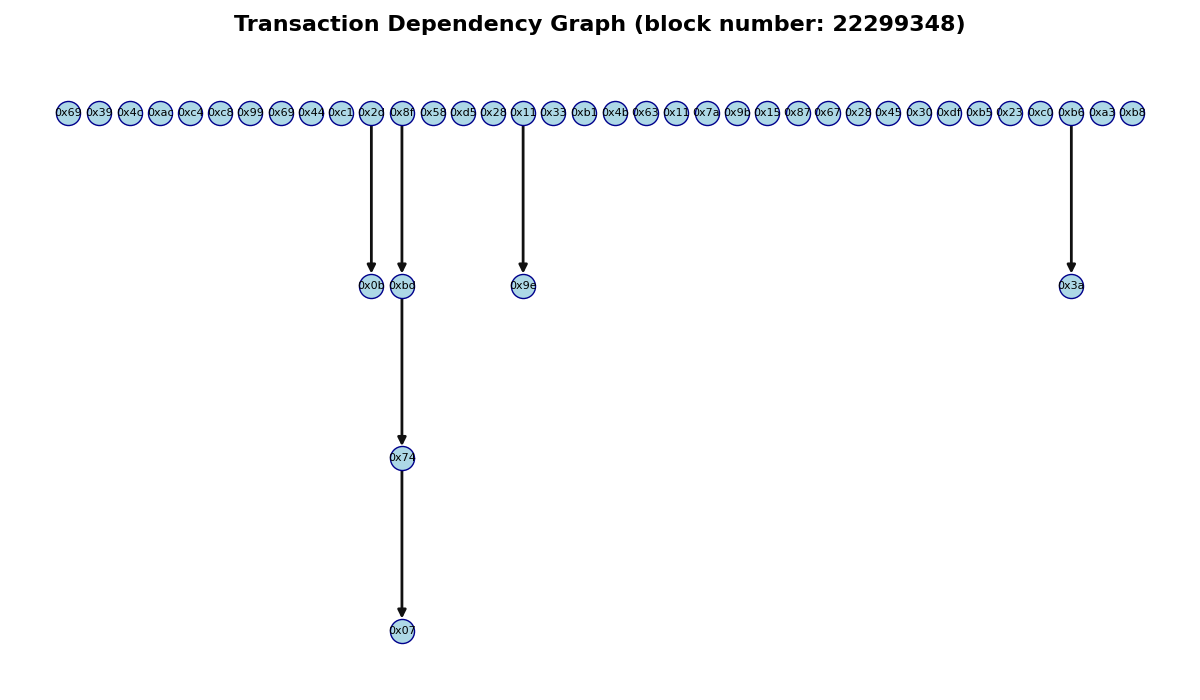 Transaction Dependency Graph (block number: 22299348)
0x69 0x39 0x4c 0xac 0xc4 0xc8 0x99 0x69 0x44 0xc1 0x2d 0x8f 0x58 0xd5 0x28 0x11 0x33 0xb1 0x4b 0x63 0x11 0x7a 0x9b 0x15 0x87 0x67 0x28 0x45 0x30 0xdf 0xb5 0x23 0xc0 0xb6 0xa3 0xb8
0x0b 0xbd 0x9e 0x3a
0x74
0x07